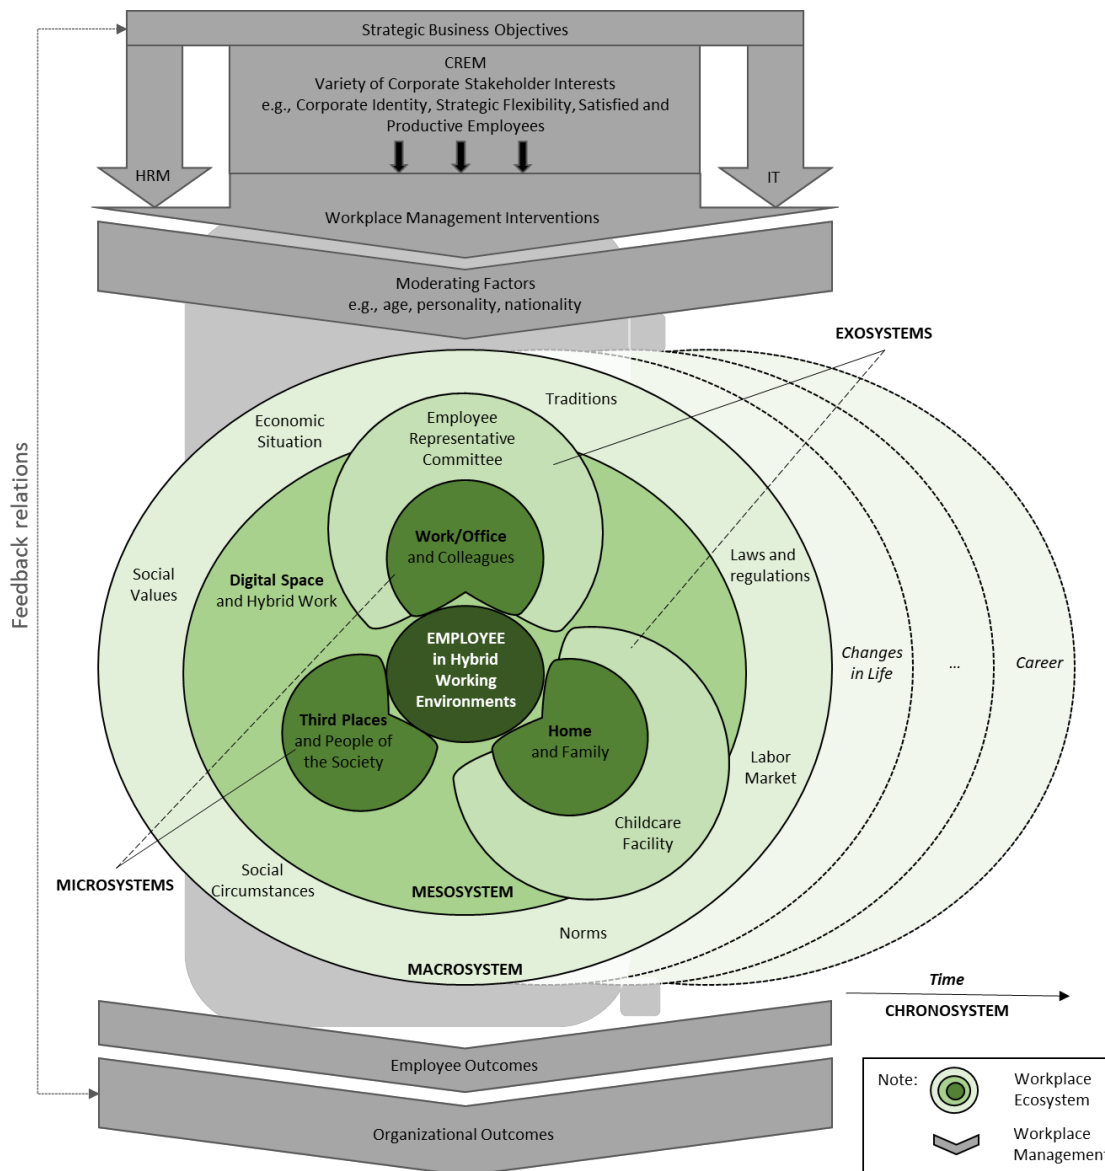 Strategic Business Objectives
CREM
Variety of Corporate Stakeholder Interests
e.g., Corporate Identity, Strategic Flexibility, Satisfied and
Productive Employees
HRM
IT
Workplace Management Interventions
Moderating Factors
e.g., age, personality, nationality
Feedback relations
EXOSYSTEMS
Traditions
Economic
Situation
Employee
Representative
Committee
Work/Office
and Colleagues
Laws and
regulations
Social
Values
Digital Space
and Hybrid Work
EMPLOYEE
in Hybrid
Working
Environments
Changes
in Life
...
Career
Third Places
and People of
the Society
Home
and Family
Labor
Market
Childcare
Facility
MICROSYSTEMS
Social
Circumstances
MESOSYSTEM
Norms
MACROSYSTEM
Time
CHRONOSYSTEM
Employee Outcomes
Organizational Outcomes
Note:
Workplace
Ecosystem
Workplace
Management